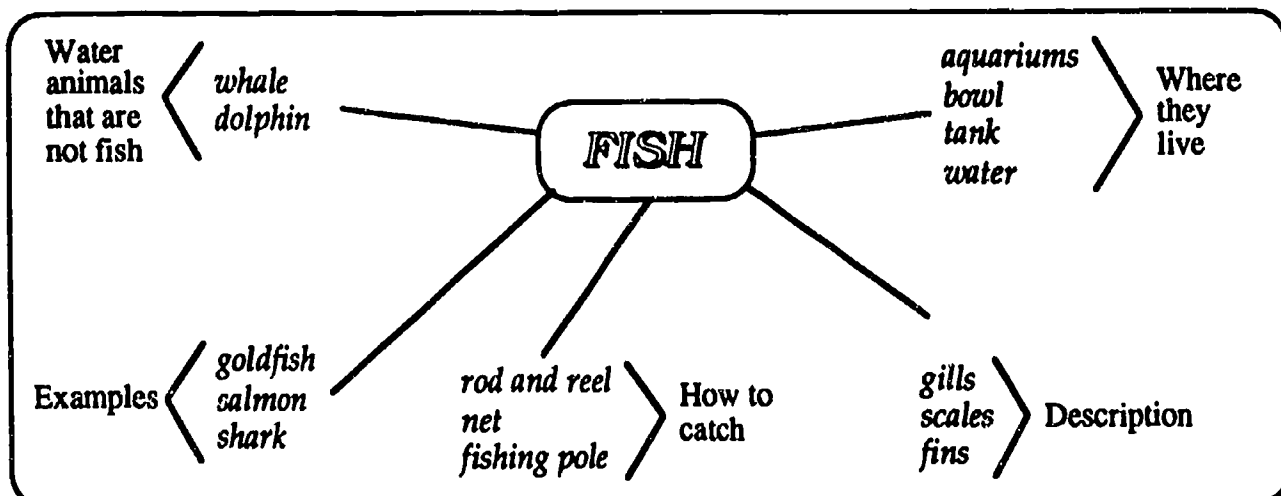 Water
animals
that are
not fish
whale
dolphin
FISH
aquariums
bowl
tank
water
Where
they
live
Examples
goldfish
salmon
shark
rod and reel
net
fishing pole
How to
catch
gills
scales
fins
Description